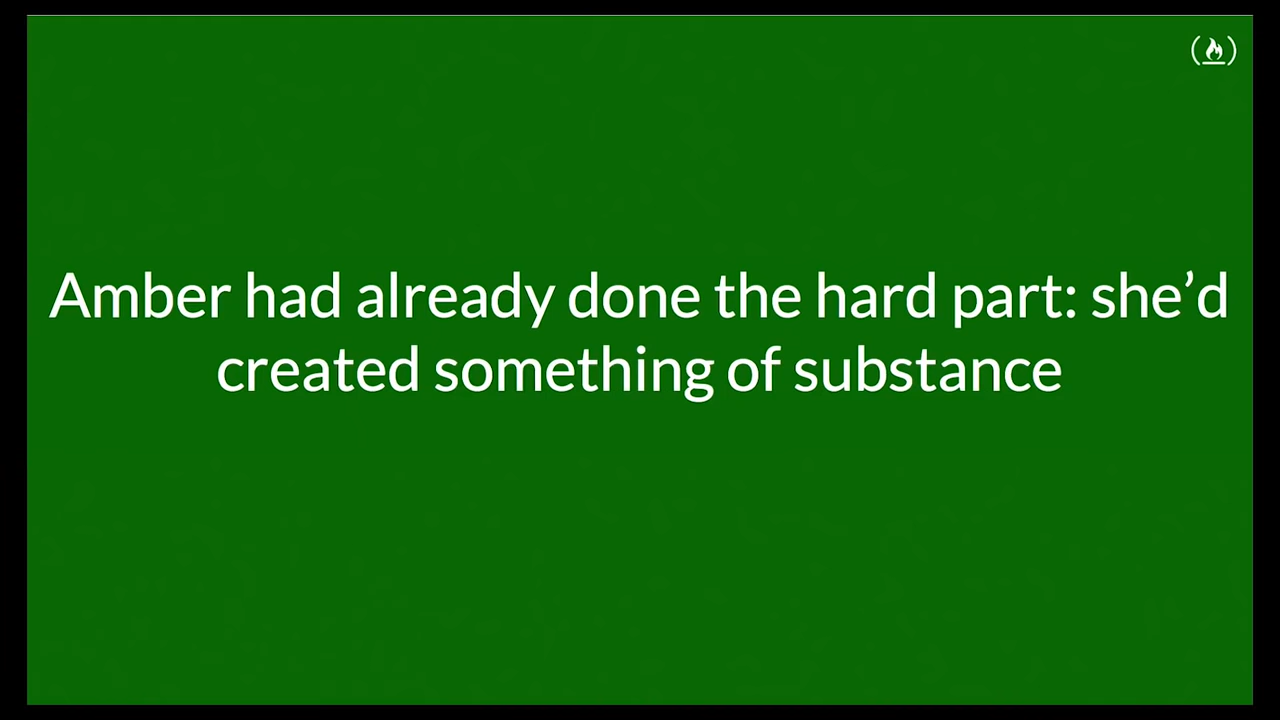 Amber had already done the hard part: she’d
created something of substance